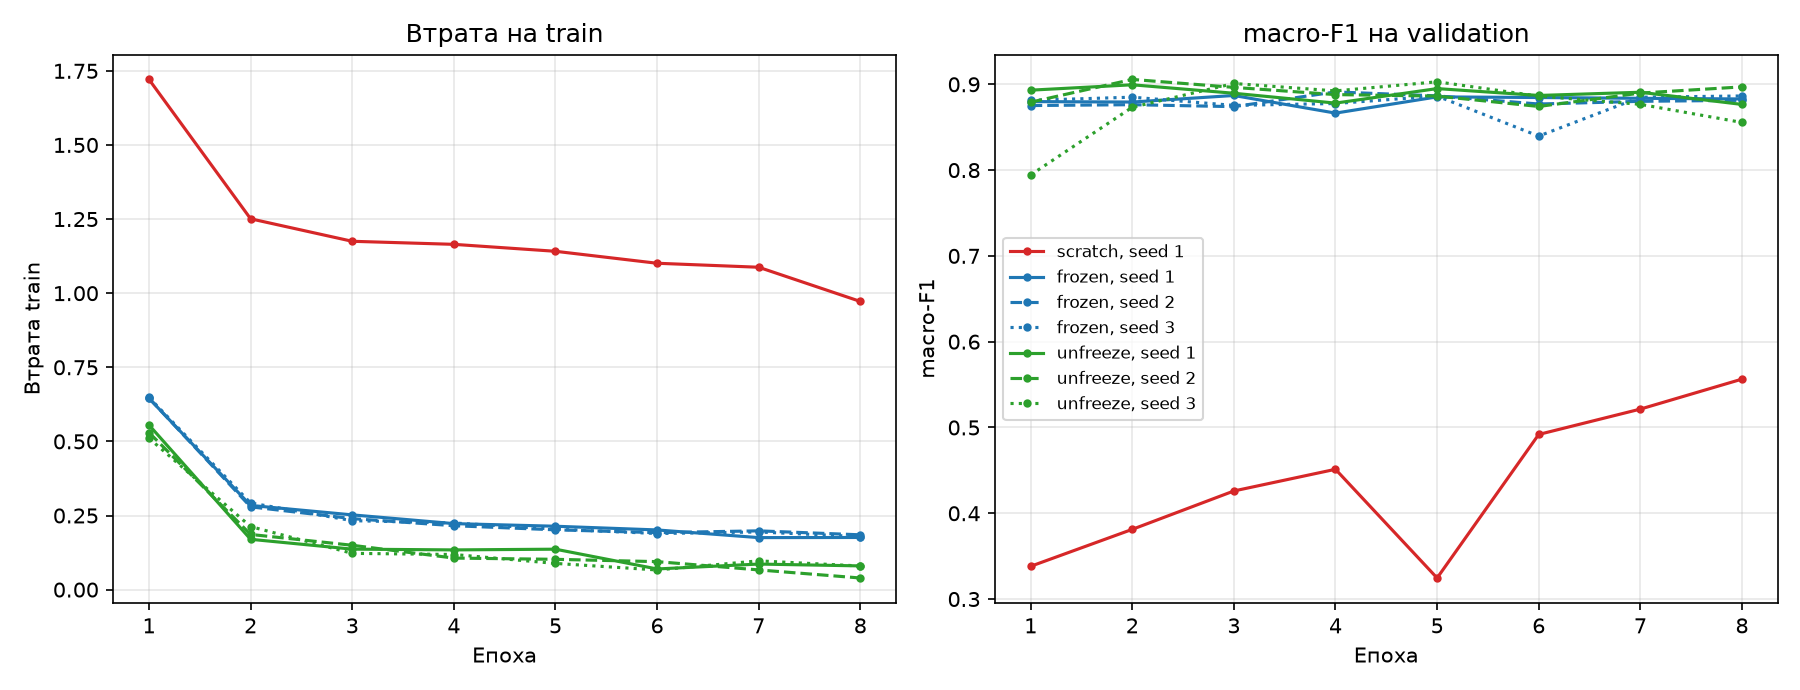 Втрата на train
Втрата train
1.75
1.50
1.25
1.00
0.75
0.50
0.25
0.00
1 2 3 4 5 6 7 8
Епоха
macro-F1 на validation
macro-F1
0.9
0.8
0.7
0.6
0.5
0.4
0.3
scratch, seed 1
frozen, seed 1
frozen, seed 2
frozen, seed 3
unfreeze, seed 1
unfreeze, seed 2
unfreeze, seed 3
1 2 3 4 5 6 7 8
Епоха